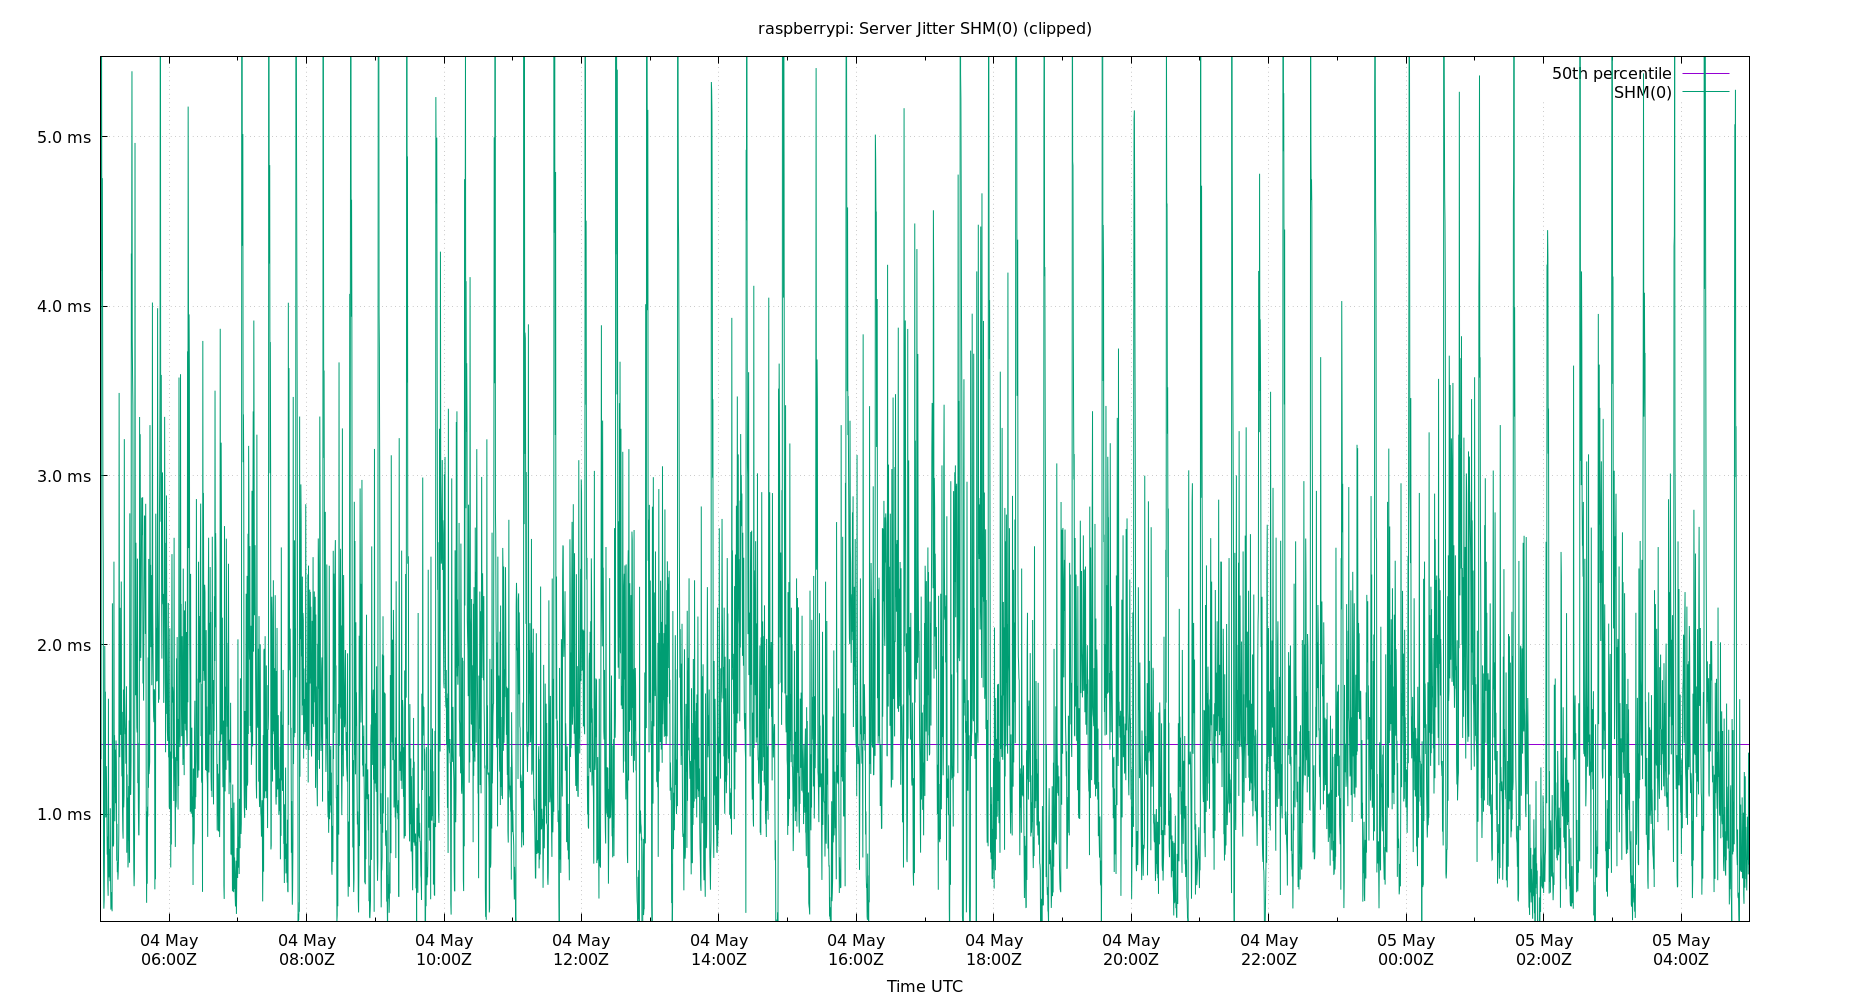 raspberrypi: Server Jitter SHM(0) (clipped)
50th percentile
SHM(0)
5.0 ms
4.0 ms
3.0 ms
2.0 ms
1.0 ms
04 May 04 May 04 May 04 May 04 May 04 May 04 May 04 May 04 May 05 May 05 May 05 May
06:00Z 08:00Z 10:00Z 12:00Z 14:00Z 16:00Z 18:00Z 20:00Z 22:00Z 00:00Z 02:00Z 04:00Z
Time UTC